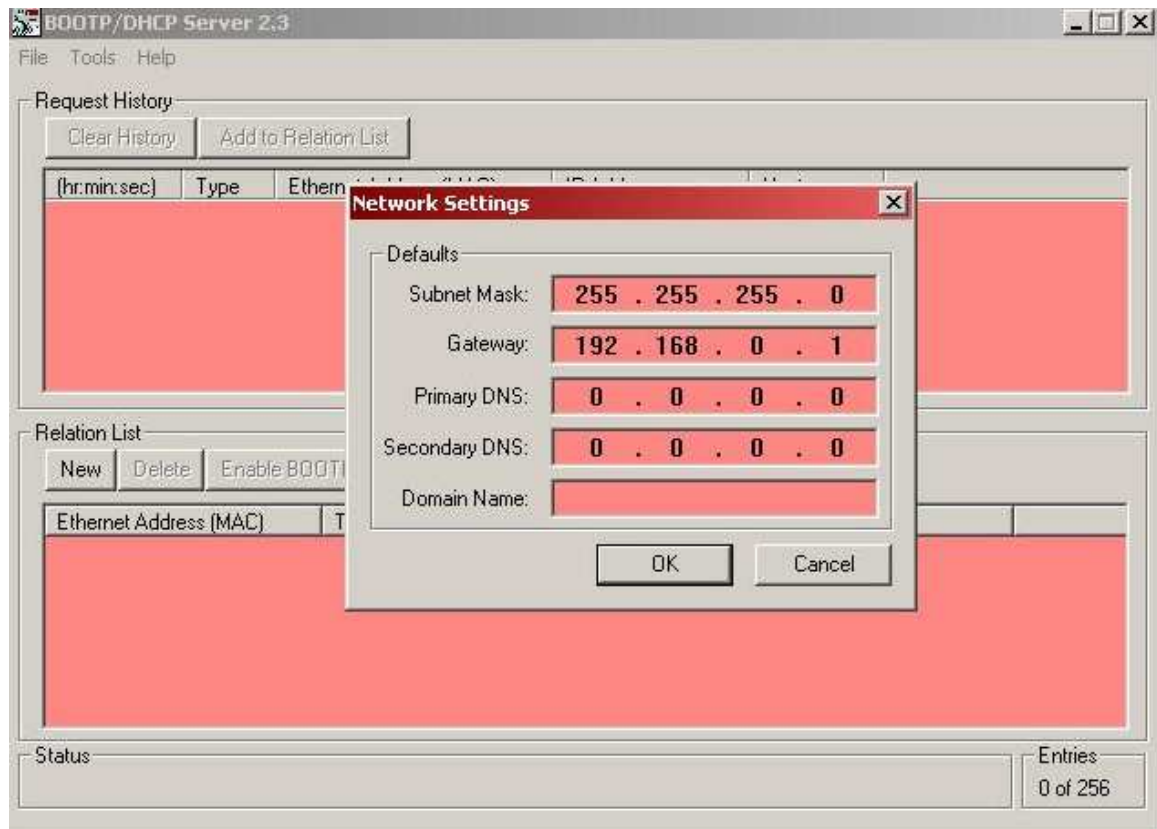 BOOTP/DHCP Server 2.3
File Tools Help
Request History
Clear History Add to Relation List
(hr:min:sec) Type
Network Settings
Defaults
Subnet Mask: 255 . 255 . 255 . 0
Gateway: 192 . 168 . 0 . 1
Primary DNS: 0 . 0 . 0 . 0
Secondary DNS: 0 . 0 . 0 . 0
Domain Name:
OK Cancel
Relation List
New Delete Enable
Ethernet Address (MAC)
Status
Entries
0 of 256